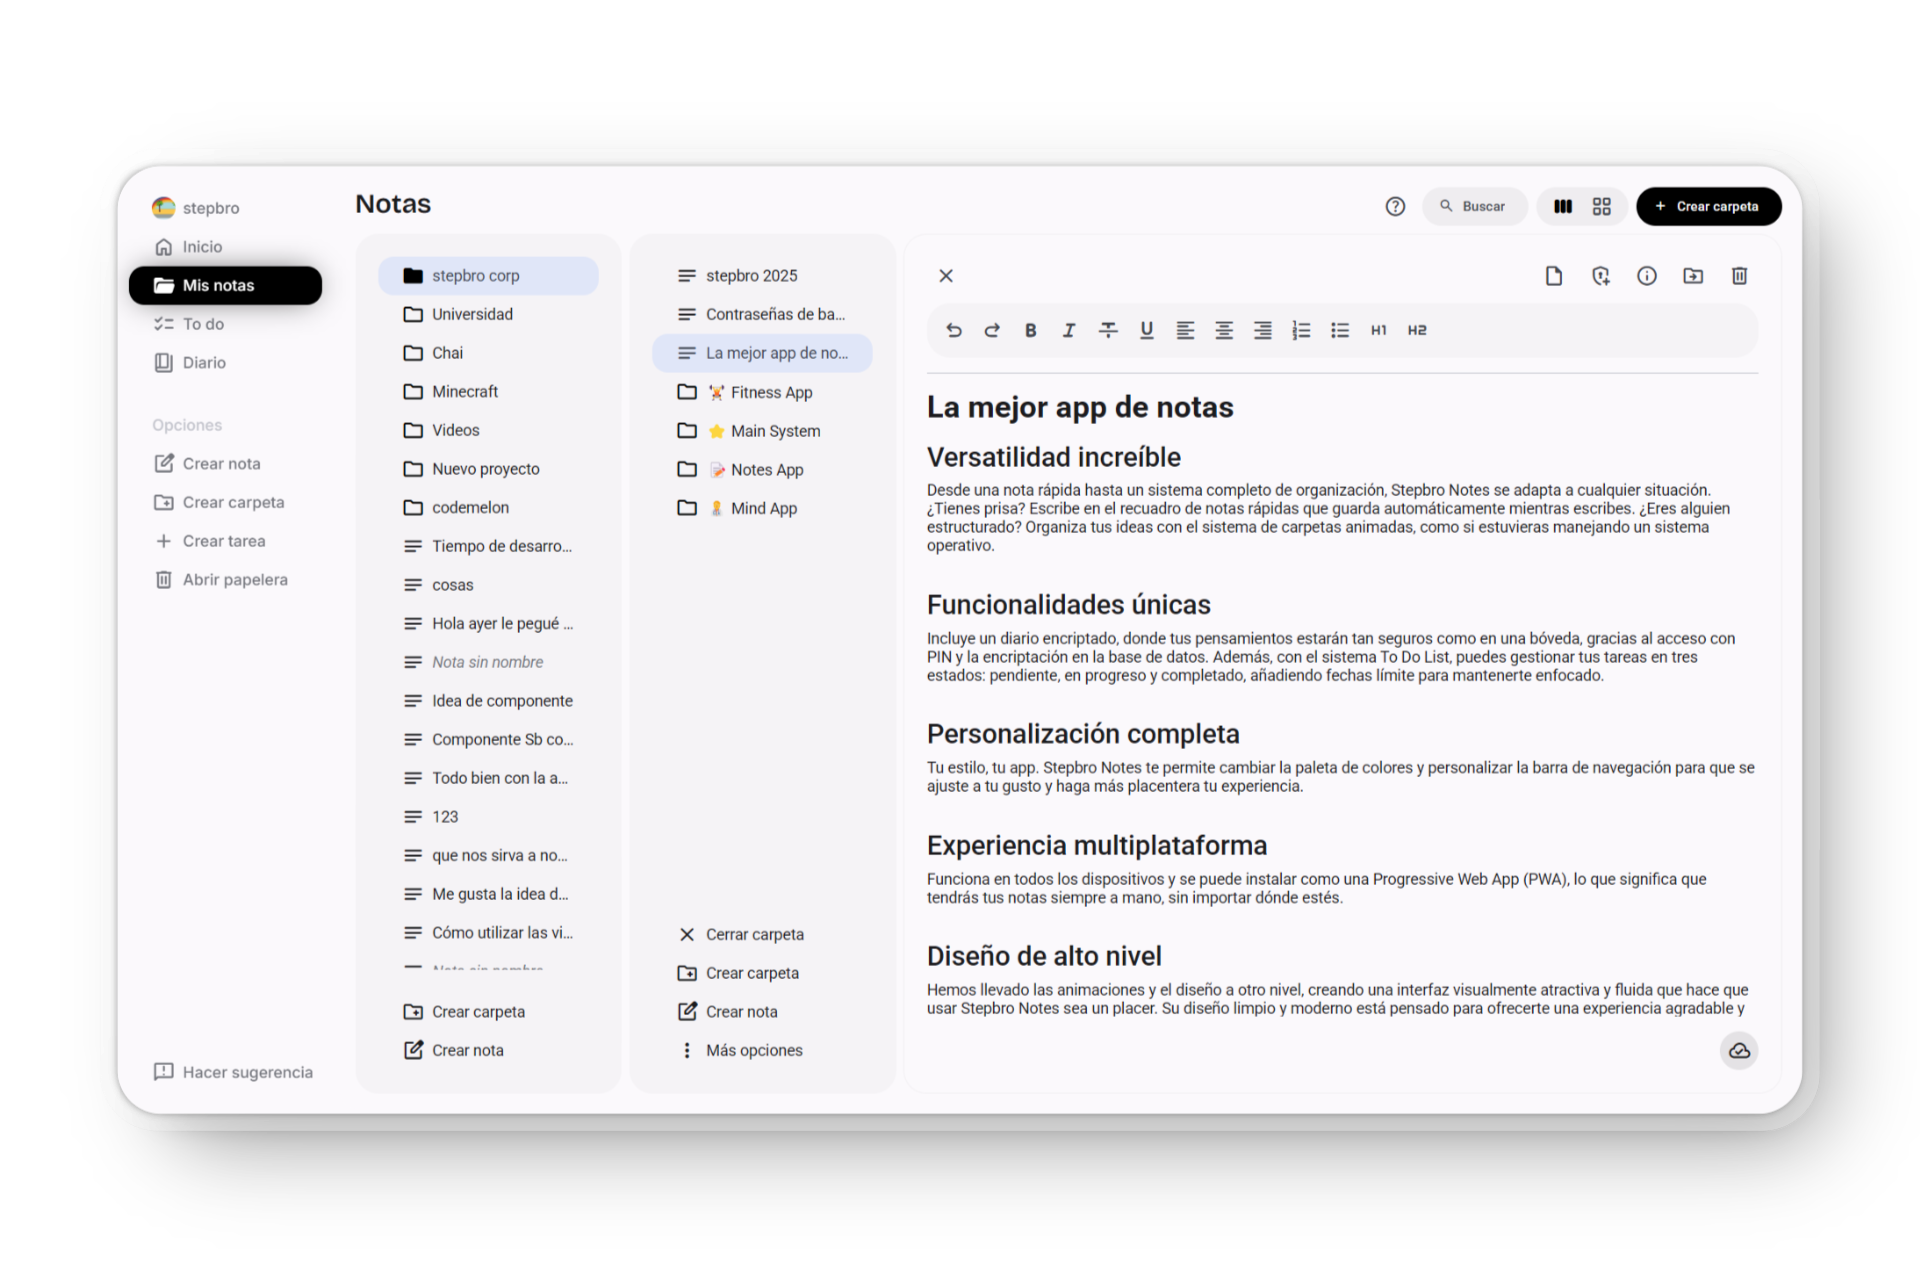 stepbro
Inicio
Mis notas
To do
Diario
Opciones
Crear nota
Crear carpeta
Crear tarea
Abrir papelera
Hacer sugerencia
Notas
Buscar
+ Crear carpeta
stepbro corp
Universidad
Chai
Minecraft
Videos
Nuevo proyecto
codemelon
Tiempo de desarro...
cosas
Hola ayer le pegué ...
Nota sin nombre
Idea de componente
Componente Sb co...
Todo bien con la a...
123
que nos sirva a no...
Me gusta la idea d...
Cómo utilizar las vi...
Crear carpeta
Crear nota
stepbro 2025
Contraseñas de ba...
La mejor app de no...
Fitness App
Main System
Notes App
Mind App
Cerrar carpeta
Crear carpeta
Crear nota
Más opciones
B I U H1 H2
La mejor app de notas
Versatilidad increíble
Desde una nota rápida hasta un sistema completo de organización, Stepbro Notes se adapta a cualquier situación.
¿Tienes prisa? Escribe en el recuadro de notas rápidas que guarda automáticamente mientras escribes. ¿Eres alguien
estructurado? Organiza tus ideas con el sistema de carpetas animadas, como si estuvieras manejando un sistema
operativo.
Funcionalidades únicas
Incluye un diario encriptado, donde tus pensamientos estarán tan seguros como en una bóveda, gracias al acceso con
PIN y la encriptación en la base de datos. Además, con el sistema To Do List, puedes gestionar tus tareas en tres
estados: pendiente, en progreso y completado, añadiendo fechas límite para mantenerte enfocado.
Personalización completa
Tu estilo, tu app. Stepbro Notes te permite cambiar la paleta de colores y personalizar la barra de navegación para que se
ajuste a tu gusto y haga más placentera tu experiencia.
Experiencia multiplataforma
Funciona en todos los dispositivos y se puede instalar como una Progressive Web App (PWA), lo que significa que
tendrás tus notas siempre a mano, sin importar dónde estés.
Diseño de alto nivel
Hemos llevado las animaciones y el diseño a otro nivel, creando una interfaz visualmente atractiva y fluida que hace que
usar Stepbro Notes sea un placer. Su diseño limpio y moderno está pensado para ofrecerte una experiencia agradable y